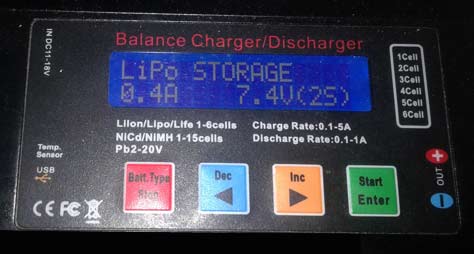 Balance Charger/Discharger
IN DC11-18V
LiPo STORAGE
0.4A 7.4V(2S)
1Cell
2Cell
3Cell
4Cell
5Cell
6Cell
LiIon/Lipo/Life 1-6cells
NiCd/NiMH 1-15cells
Pb2-20V
Charge Rate:0.1-5A
Discharge Rate:0.1-1A
Temp.
Sensor
USB
Batt.Type
Stop
Dec
Inc
Start
Enter
+
OUT
-
CE FC